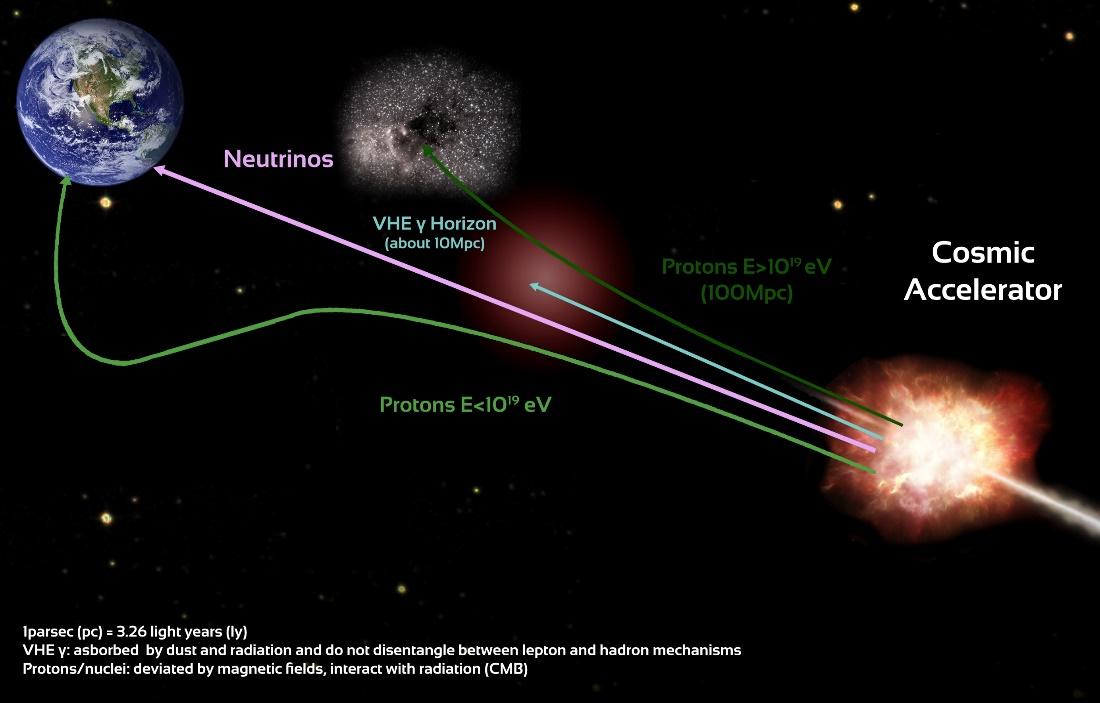 Neutrinos
VHE γ Horizon
(about 10Mpc)
Protons E>10¹⁹ eV
(100Mpc)
Cosmic
Accelerator
Protons E<10¹⁹ eV
1parsec (pc) = 3.26 light years (ly)
VHE γ: asborbed by dust and radiation and do not disentangle between lepton and hadron mechanisms
Protons/nuclei: deviated by magnetic fields, interact with radiation (CMB)